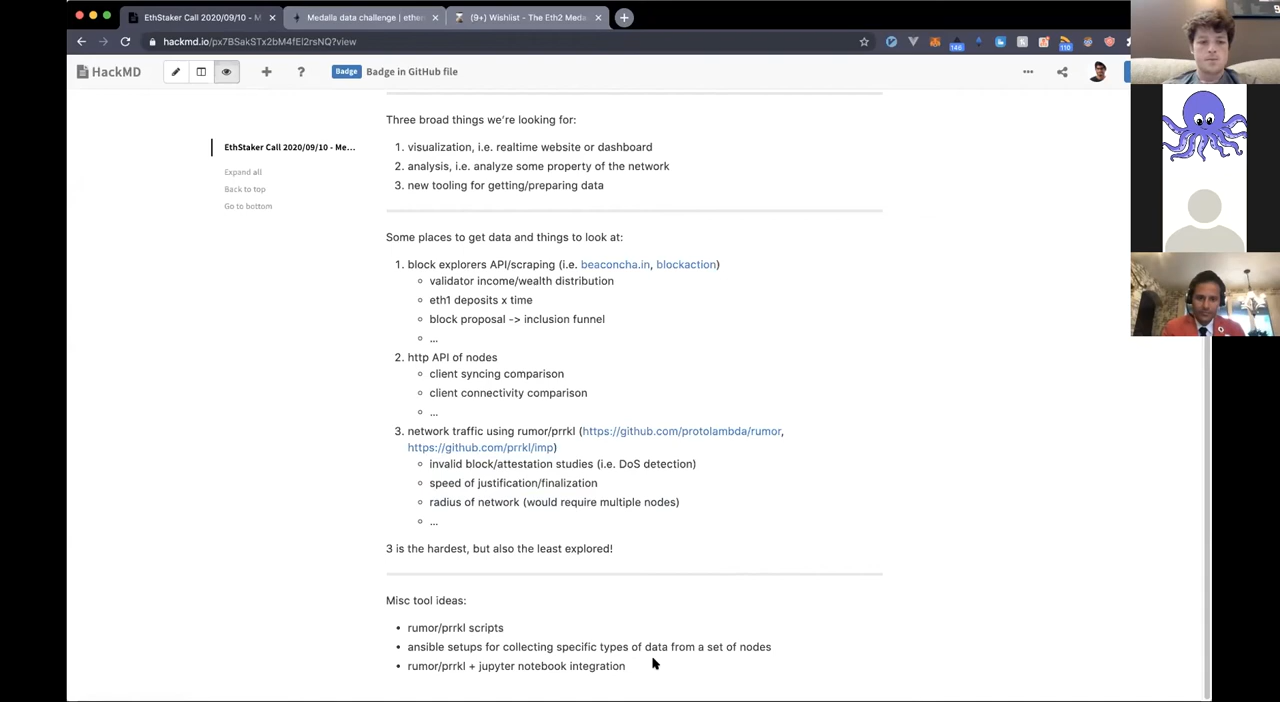 EthStaker Call 2020/09/10 - M
Medalla data challenge | ether
(9+) Wishlist - The Eth2 Meda
hackmd.io/px7BSakSTx2bM4fEI2rsNQ?view
146
110
HackMD
Badge
Badge in GitHub file
EthStaker Call 2020/09/10 - Me...
Expand all
Back to top
Go to bottom
Three broad things we're looking for:
1. visualization, i.e. realtime website or dashboard
2. analysis, i.e. analyze some property of the network
3. new tooling for getting/preparing data
Some places to get data and things to look at:
1. block explorers API/scraping (i.e. beaconcha.in, blockaction)
validator income/wealth distribution
eth1 deposits x time
block proposal -> inclusion funnel
...
2. http API of nodes
client syncing comparison
client connectivity comparison
...
3. network traffic using rumor/prrkl (https://github.com/protolambda/rumor,
https://github.com/prrkl/imp)
invalid block/attestation studies (i.e. DoS detection)
speed of justification/finalization
radius of network (would require multiple nodes)
...
3 is the hardest, but also the least explored!
Misc tool ideas:
• rumor/prrkl scripts
• ansible setups for collecting specific types of data from a set of nodes
• rumor/prrkl + jupyter notebook integration